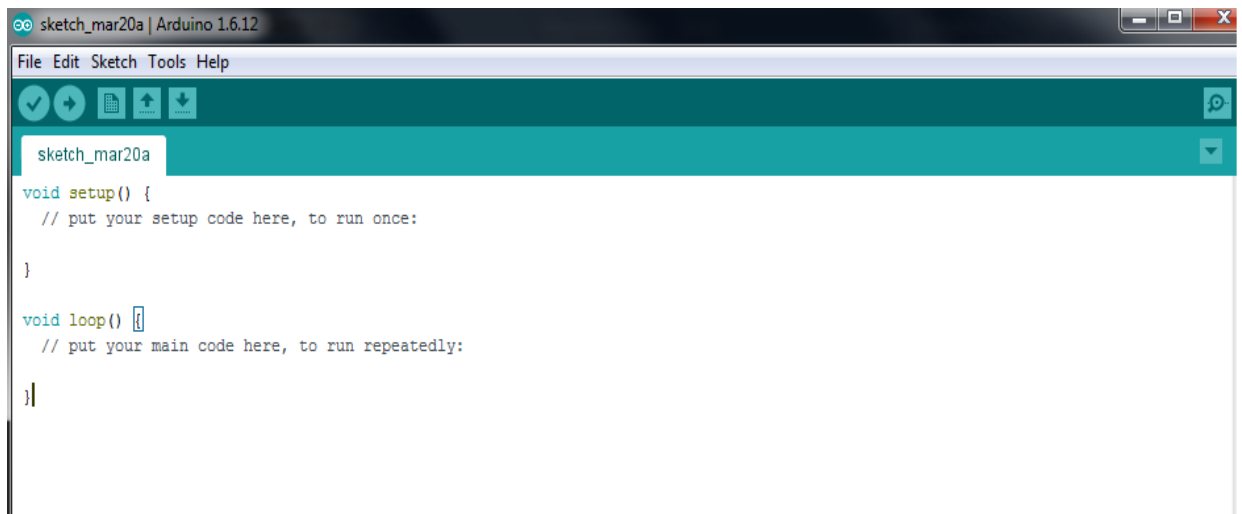 sketch_mar20a | Arduino 1.6.12
File Edit Sketch Tools Help
sketch_mar20a
void setup() {
  // put your setup code here, to run once:
}
void loop() {
  // put your main code here, to run repeatedly:
}